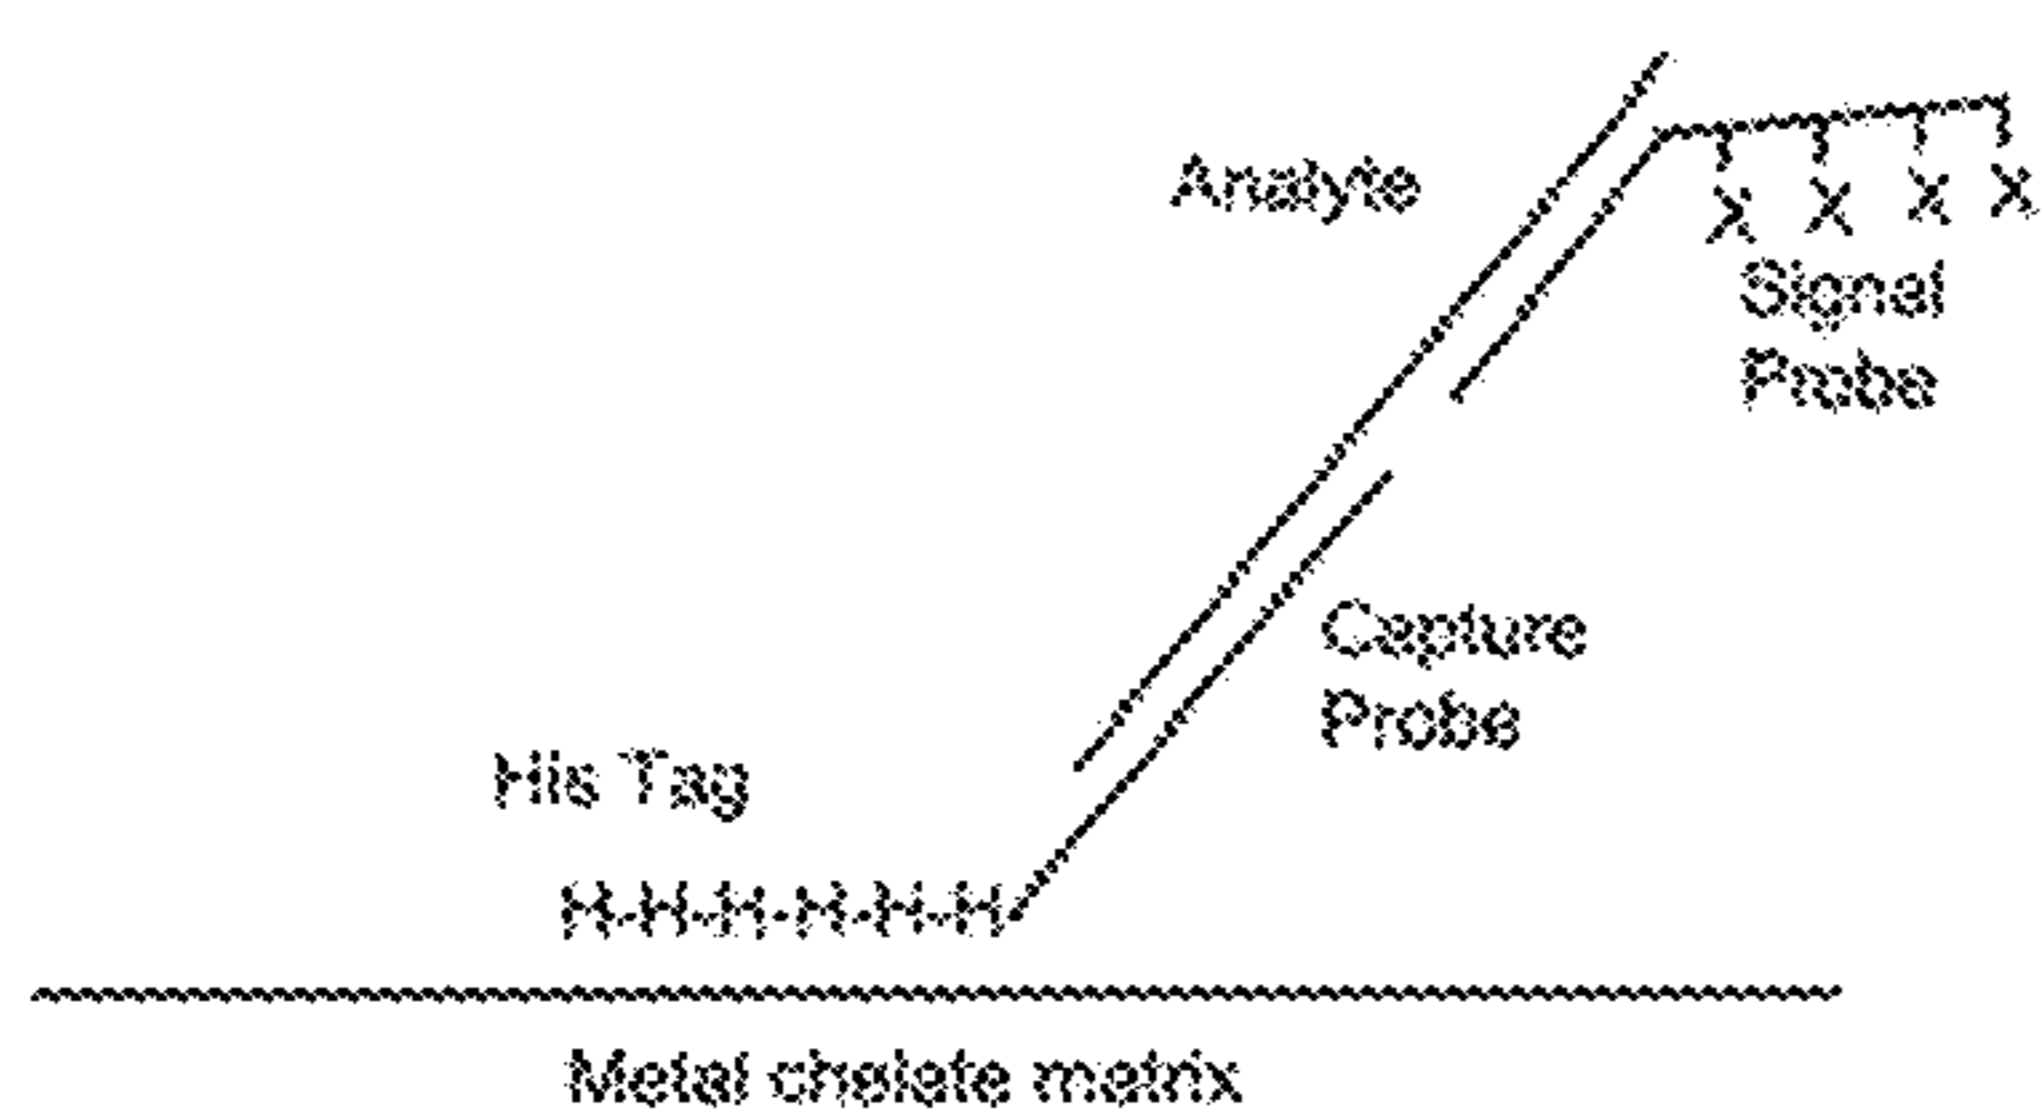 Analyte
X X X X
Signal
Probe
Capture
Probe
His Tag
H-H-H-H-H-H
Metal chelate matrix